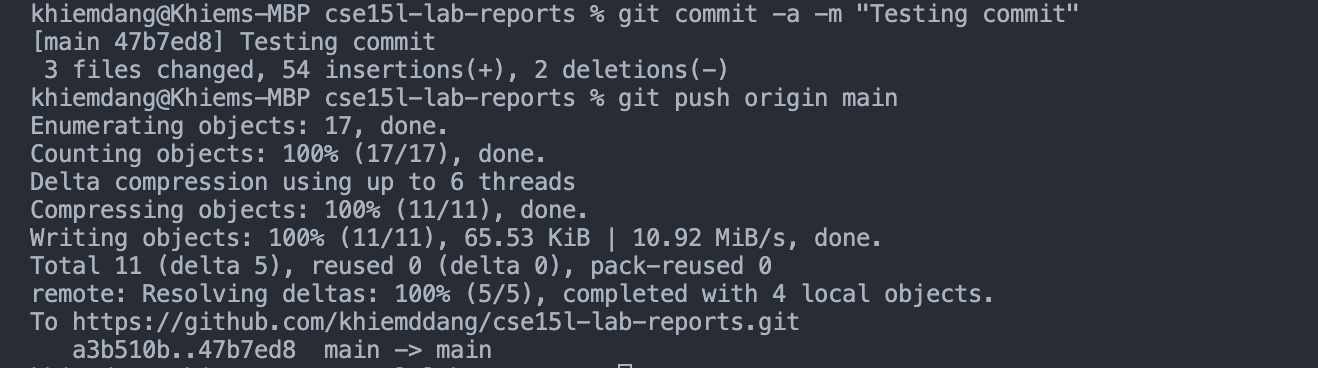 khiemdang@Khiems-MBP cse15l-lab-reports % git commit -a -m "Testing commit"
[main 47b7ed8] Testing commit
 3 files changed, 54 insertions(+), 2 deletions(-)
khiemdang@Khiems-MBP cse15l-lab-reports % git push origin main
Enumerating objects: 17, done.
Counting objects: 100% (17/17), done.
Delta compression using up to 6 threads
Compressing objects: 100% (11/11), done.
Writing objects: 100% (11/11), 65.53 KiB | 10.92 MiB/s, done.
Total 11 (delta 5), reused 0 (delta 0), pack-reused 0
remote: Resolving deltas: 100% (5/5), completed with 4 local objects.
To https://github.com/khiemddang/cse15l-lab-reports.git
   a3b510b..47b7ed8  main -> main